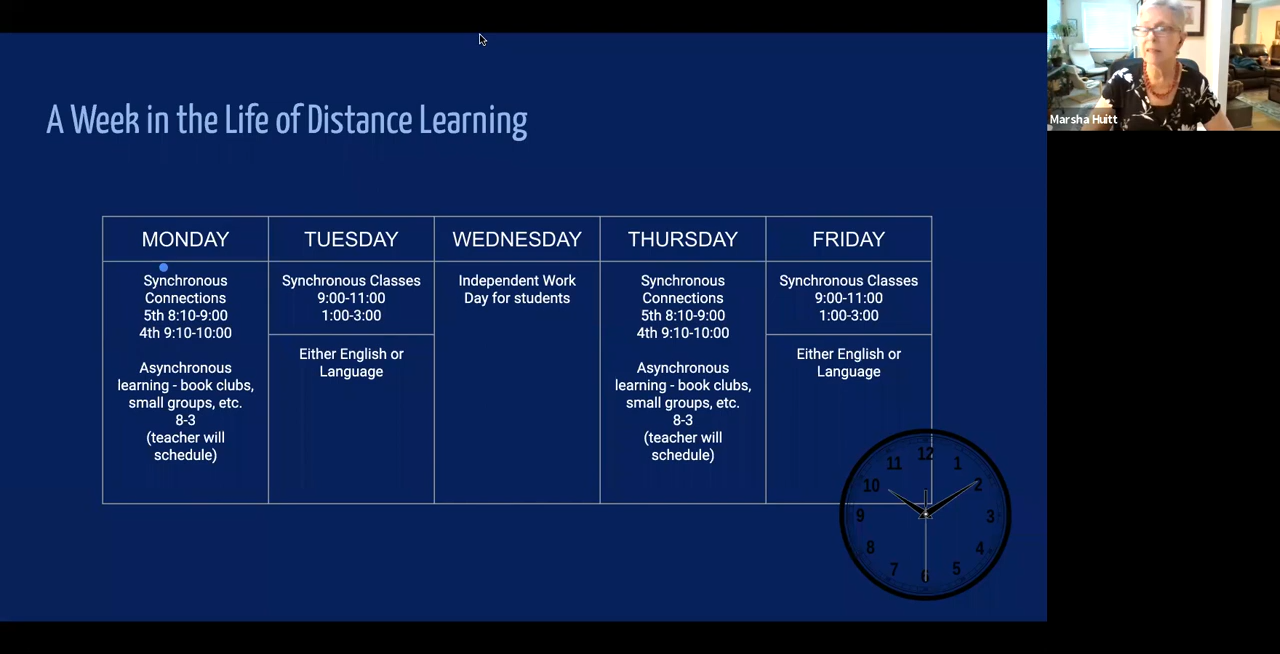 A Week in the Life of Distance Learning
Marsha Huitt
MONDAY
Synchronous
Connections
5th 8:10-9:00
4th 9:10-10:00
Asynchronous
learning - book clubs,
small groups, etc.
8-3
(teacher will
schedule)
TUESDAY
Synchronous Classes
9:00-11:00
1:00-3:00
Either English or
Language
WEDNESDAY
Independent Work
Day for students
THURSDAY
Synchronous
Connections
5th 8:10-9:00
4th 9:10-10:00
Asynchronous
learning - book clubs,
small groups, etc.
8-3
(teacher will
schedule)
FRIDAY
Synchronous Classes
9:00-11:00
1:00-3:00
Either English or
Language
12
1
2
3
4
5
6
7
8
9
10
11